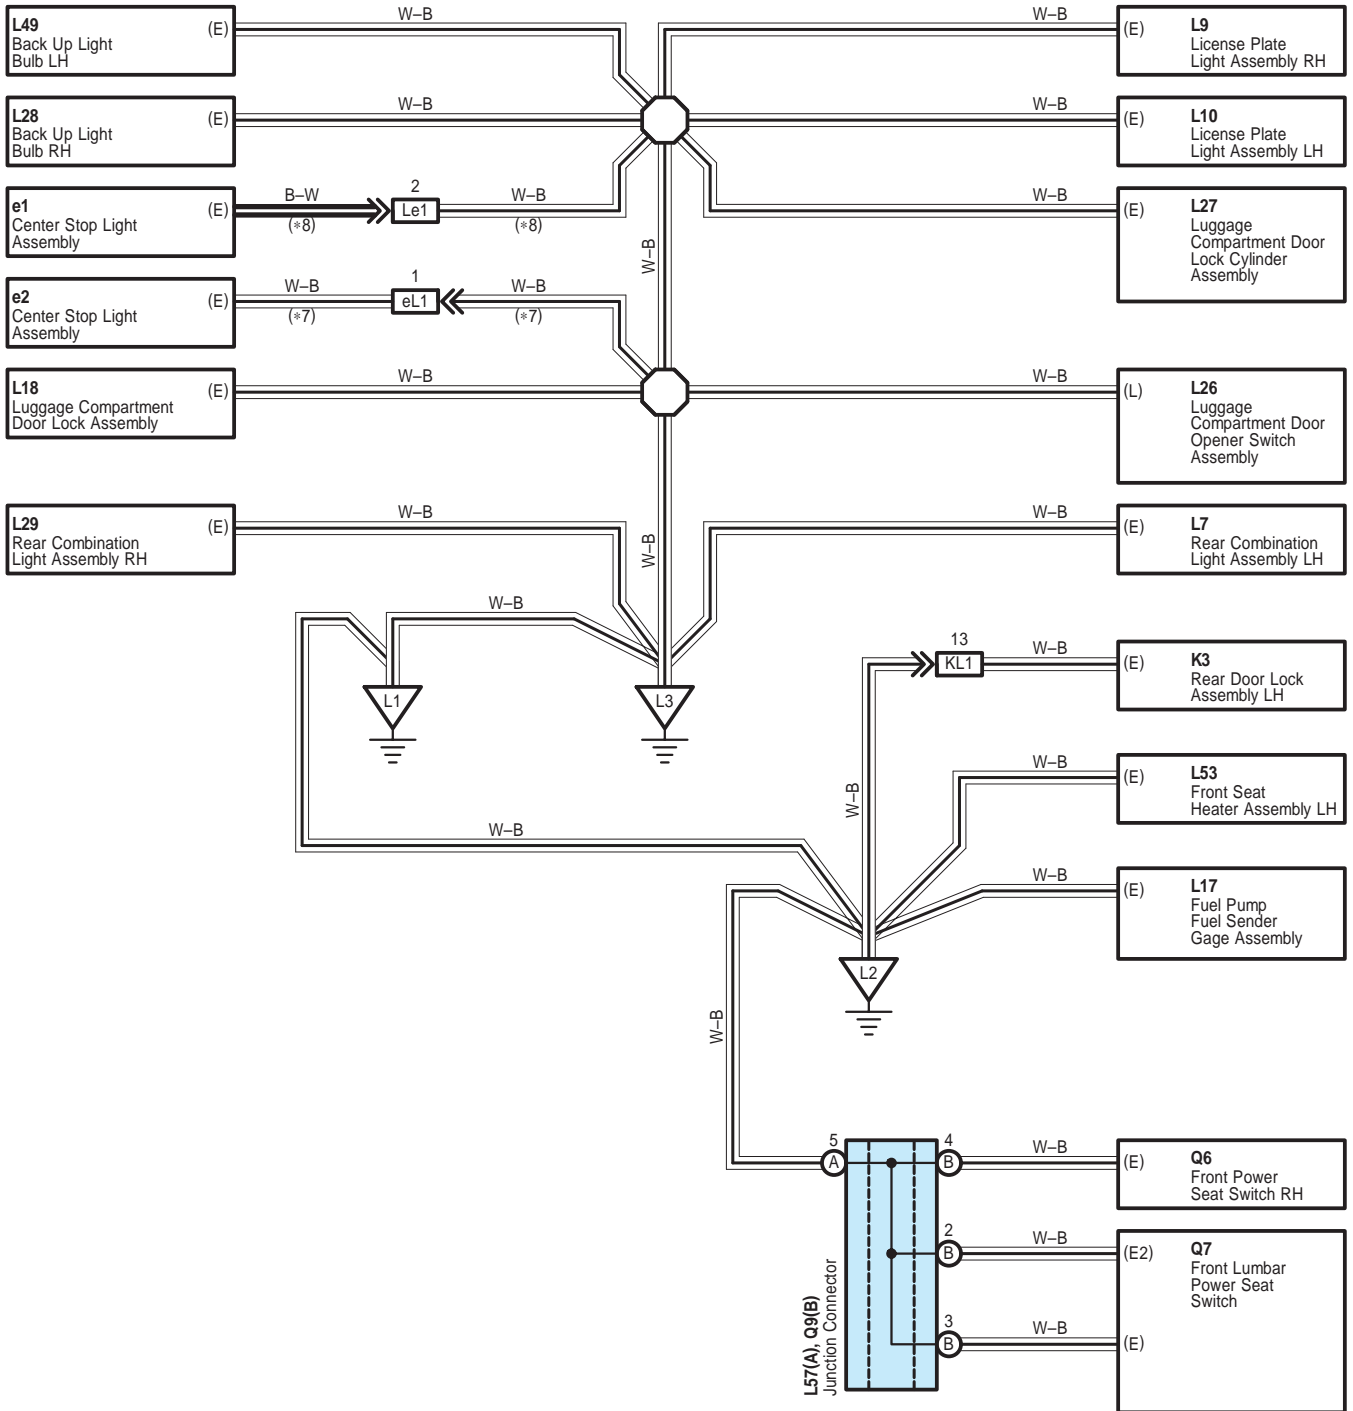 L49
Back Up Light
Bulb LH
(E)
W–B
W–B
(E)
L9
License Plate
Light Assembly RH
L28
Back Up Light
Bulb RH
(E)
W–B
W–B
(E)
L10
License Plate
Light Assembly LH
e1
Center Stop Light
Assembly
(E)
B–W
(*8)
2
Le1
W–B
(*8)
W–B
W–B
(E)
L27
Luggage
Compartment Door
Lock Cylinder
Assembly
e2
Center Stop Light
Assembly
(E)
W–B
(*7)
1
eL1
W–B
(*7)
L18
Luggage Compartment
Door Lock Assembly
(E)
W–B
W–B
(L)
L26
Luggage
Compartment Door
Opener Switch
Assembly
L29
Rear Combination
Light Assembly RH
(E)
W–B
W–B
W–B
(E)
L7
Rear Combination
Light Assembly LH
W–B
L1
L3
13
KL1
W–B
(E)
K3
Rear Door Lock
Assembly LH
W–B
W–B
W–B
(E)
L53
Front Seat
Heater Assembly LH
W–B
(E)
L17
Fuel Pump
Fuel Sender
Gage Assembly
L2
W–B
5
A
4
B
W–B
(E)
Q6
Front Power
Seat Switch RH
2
B
W–B
(E2)
Q7
Front Lumbar
Power Seat
Switch
3
B
W–B
(E)
L57(A), Q9(B)
Junction Connector